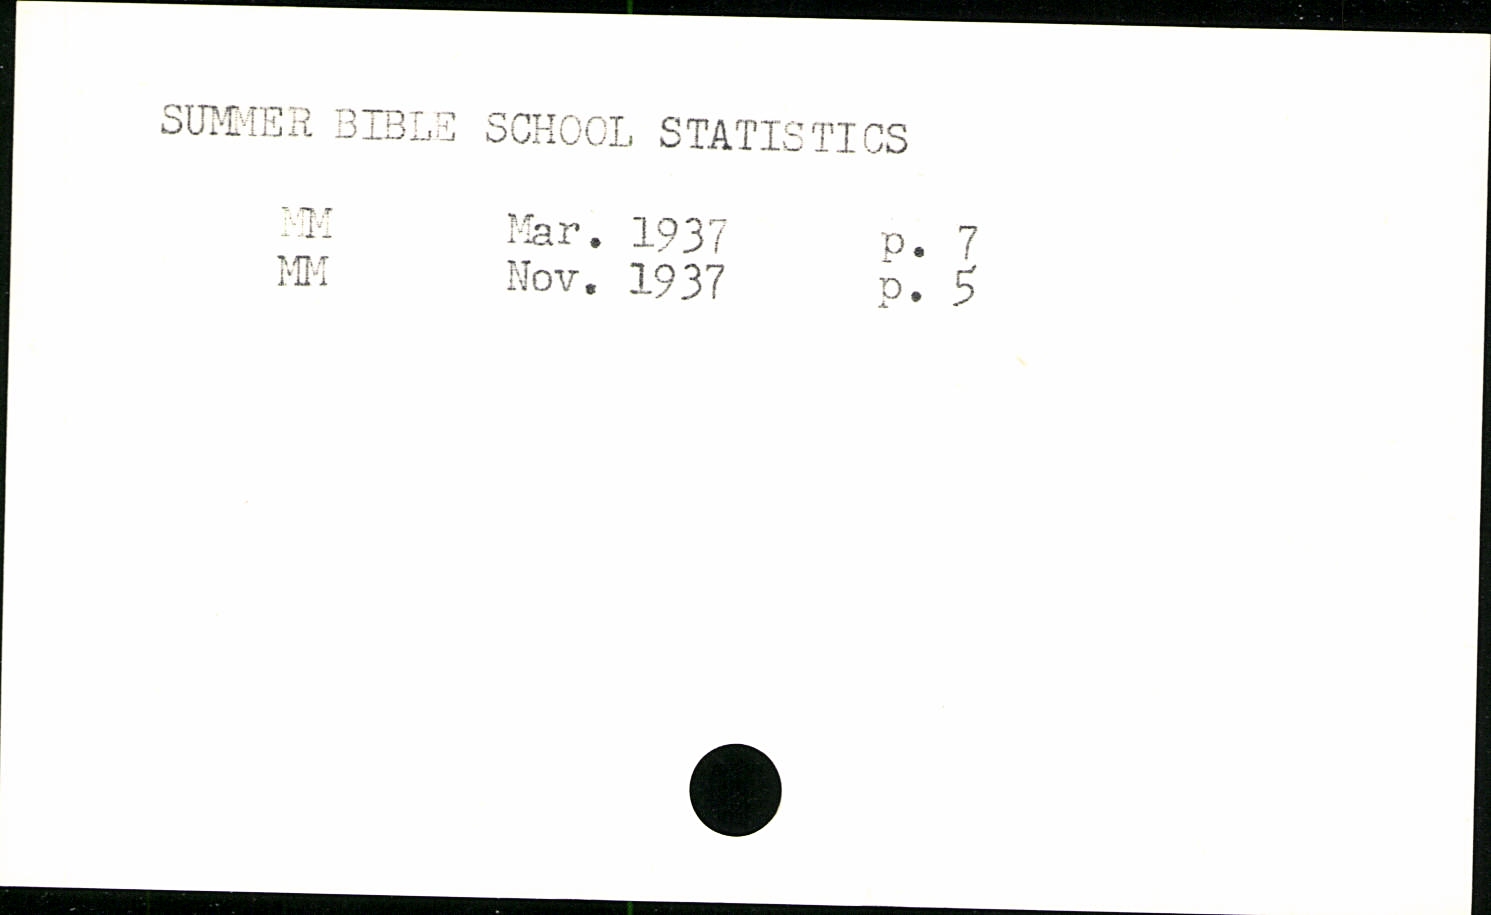 SUMMER BIBLE SCHOOL STATISTICS
MM Mar. 1937 p. 7
MM Nov. 1937 p. 5